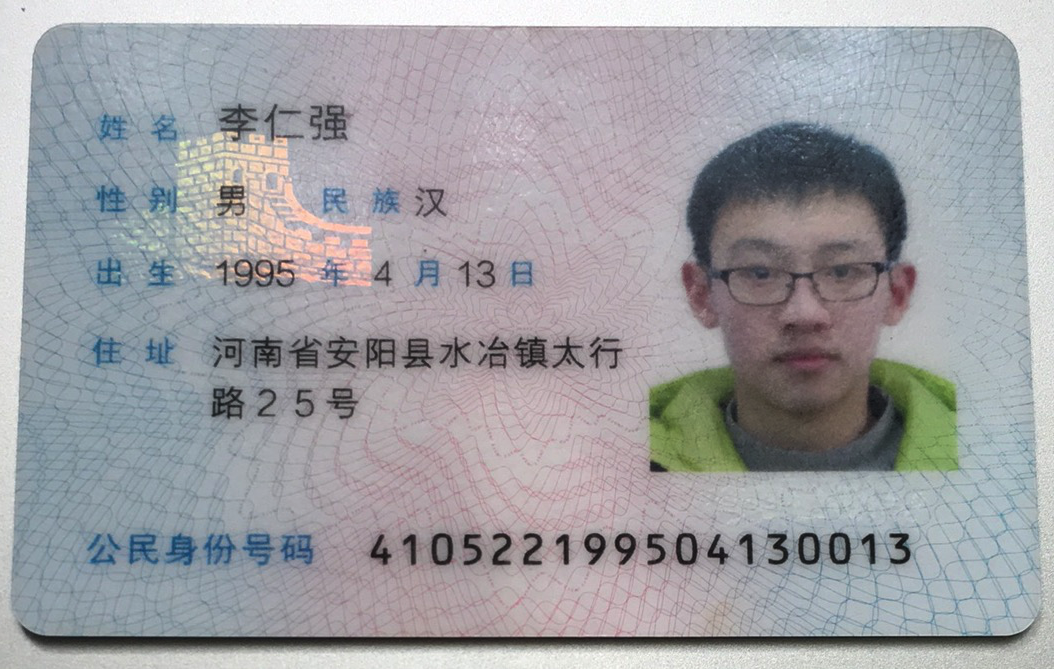 姓名 李仁强
性别 男 民族 汉
出生 1995 年 4 月 13 日
住址 河南省安阳县水冶镇太行
路25号
公民身份号码 410522199504130013